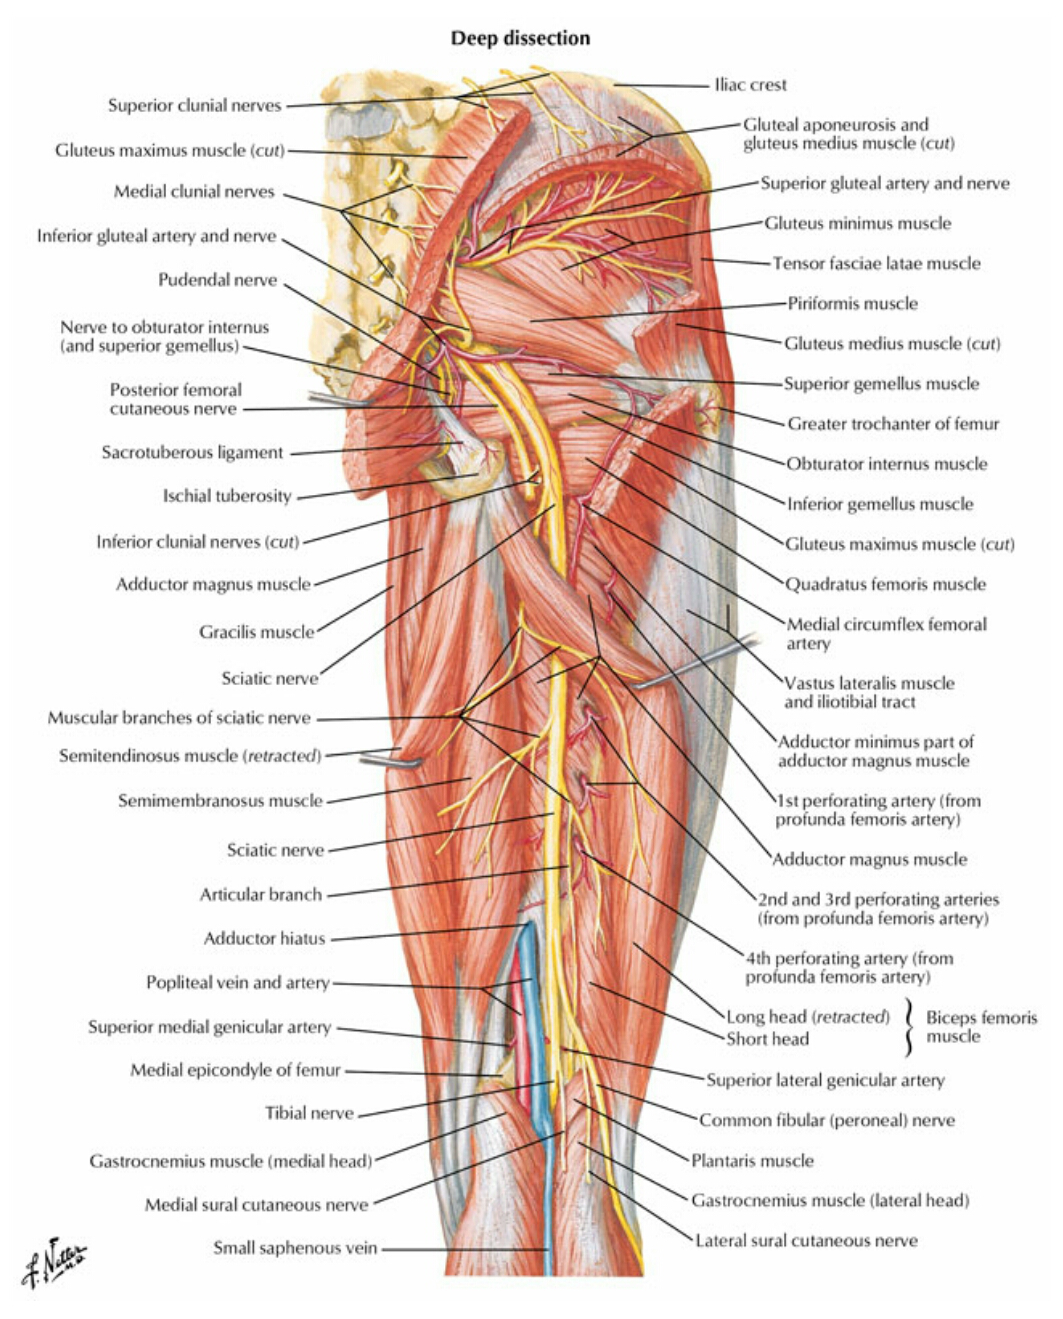 Deep dissection
Superior clunial nerves
Gluteus maximus muscle (cut)
Medial clunial nerves
Inferior gluteal artery and nerve
Pudendal nerve
Nerve to obturator internus
(and superior gemellus)
Posterior femoral
cutaneous nerve
Sacrotuberous ligament
Ischial tuberosity
Inferior clunial nerves (cut)
Adductor magnus muscle
Gracilis muscle
Sciatic nerve
Muscular branches of sciatic nerve
Semitendinosus muscle (retracted)
Semimembranosus muscle
Sciatic nerve
Articular branch
Adductor hiatus
Popliteal vein and artery
Superior medial genicular artery
Medial epicondyle of femur
Tibial nerve
Gastrocnemius muscle (medial head)
Medial sural cutaneous nerve
Small saphenous vein
Iliac crest
Gluteal aponeurosis and
gluteus medius muscle (cut)
Superior gluteal artery and nerve
Gluteus minimus muscle
Tensor fasciae latae muscle
Piriformis muscle
Gluteus medius muscle (cut)
Superior gemellus muscle
Greater trochanter of femur
Obturator internus muscle
Inferior gemellus muscle
Gluteus maximus muscle (cut)
Quadratus femoris muscle
Medial circumflex femoral
artery
Vastus lateralis muscle
and iliotibial tract
Adductor minimus part of
adductor magnus muscle
1st perforating artery (from
profunda femoris artery)
Adductor magnus muscle
2nd and 3rd perforating arteries
(from profunda femoris artery)
4th perforating artery (from
profunda femoris artery)
Long head (retracted)
Short head
Biceps femoris
muscle
Superior lateral genicular artery
Common fibular (peroneal) nerve
Plantaris muscle
Gastrocnemius muscle (lateral head)
Lateral sural cutaneous nerve
F. Netter
M.D.